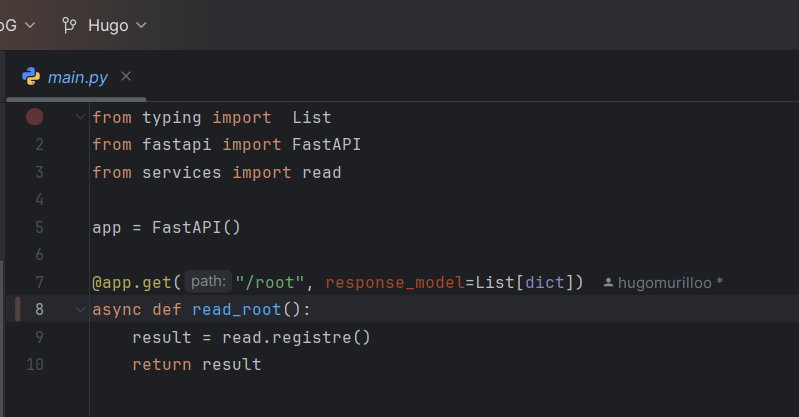 oG Hugo
main.py
from typing import  List
2 from fastapi import FastAPI
3 from services import read
4
5 app = FastAPI()
6
7 @app.get( path: "/root", response_model=List[dict]) hugomurilloo *
8 async def read_root():
9     result = read.registre()
10     return result